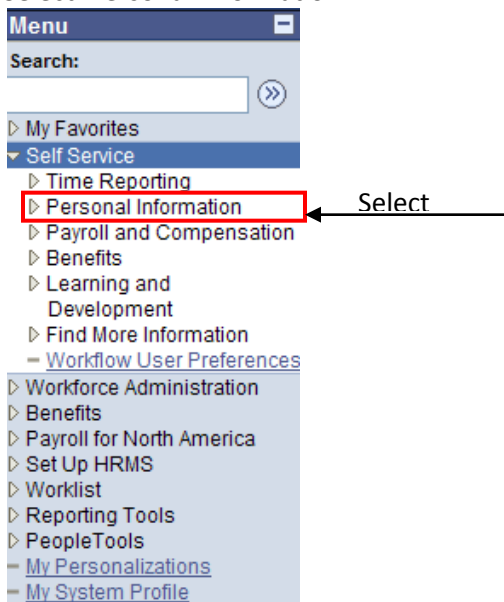 Menu
Search:
My Favorites
Self Service
Time Reporting
Personal Information
Select
Payroll and Compensation
Benefits
Learning and
Development
Find More Information
Workflow User Preferences
Workforce Administration
Benefits
Payroll for North America
Set Up HRMS
Worklist
Reporting Tools
PeopleTools
My Personalizations
My System Profile